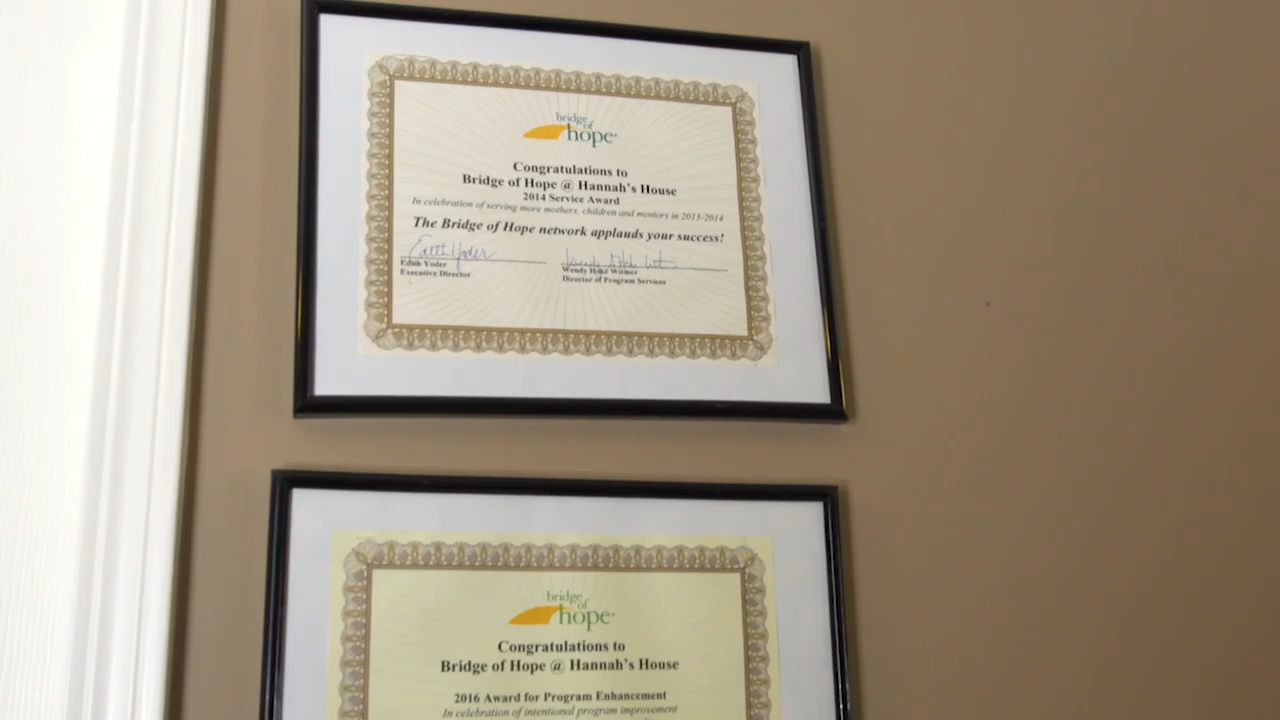 bridge
of
hope
Congratulations to
Bridge of Hope @ Hannah's House
2014 Service Award
In celebration of serving more mothers, children and mentors in 2013-2014
The Bridge of Hope network applauds your success!
Edith Yoder
Edith Yoder
Executive Director
Wendy Hoke Witmer
Director of Program Services
bridge
of
hope
Congratulations to
Bridge of Hope @ Hannah's House
2016 Award for Program Enhancement
In celebration of intentional program improvement